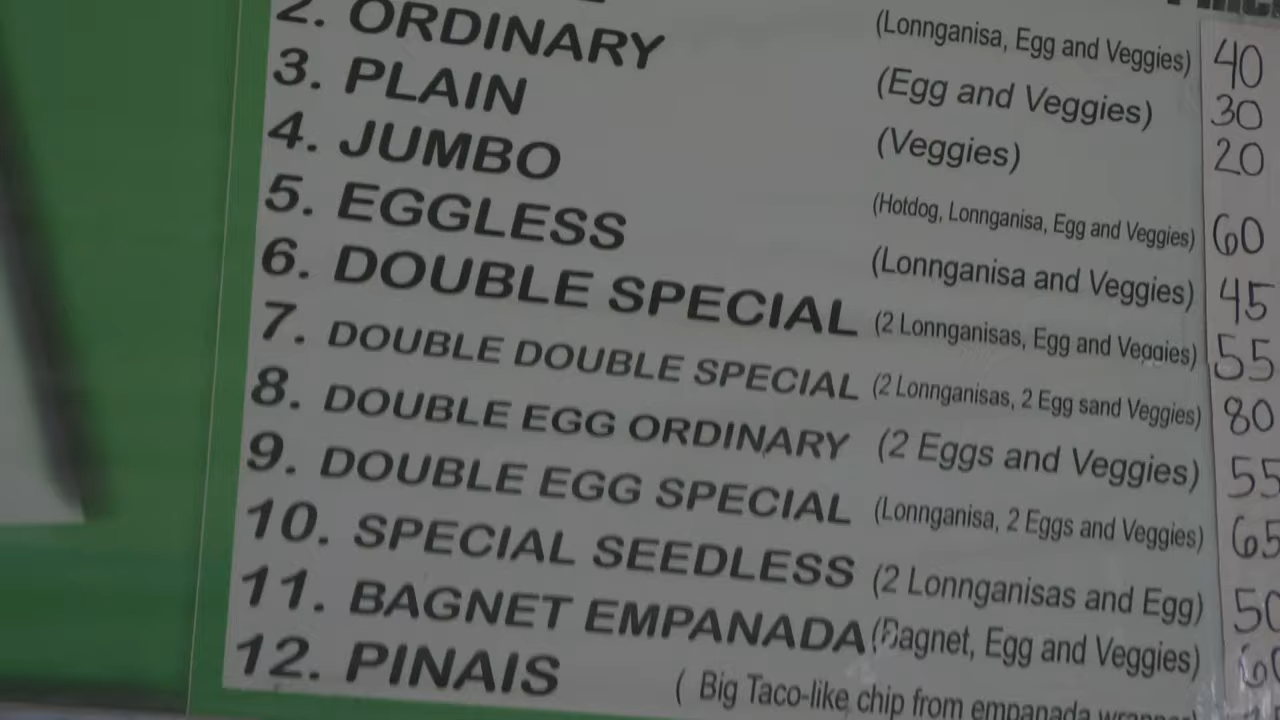 (Lonnganisa, Egg and Veggies) 40
2. ORDINARY (Egg and Veggies) 30
3. PLAIN (Veggies) 20
4. JUMBO (Hotdog, Lonnganisa, Egg and Veggies) 60
5. EGGLESS (Lonnganisa and Veggies) 45
6. DOUBLE SPECIAL (2 Lonnganisas, Egg and Veggies) 55
7. DOUBLE DOUBLE SPECIAL (2 Lonnganisas, 2 Egg sand Veggies) 80
8. DOUBLE EGG ORDINARY (2 Eggs and Veggies) 55
9. DOUBLE EGG SPECIAL (Lonnganisa, 2 Eggs and Veggies) 65
10. SPECIAL SEEDLESS (2 Lonnganisas and Egg) 50
11. BAGNET EMPANADA (Bagnet, Egg and Veggies) 60
12. PINAIS ( Big Taco-like chip from empanada